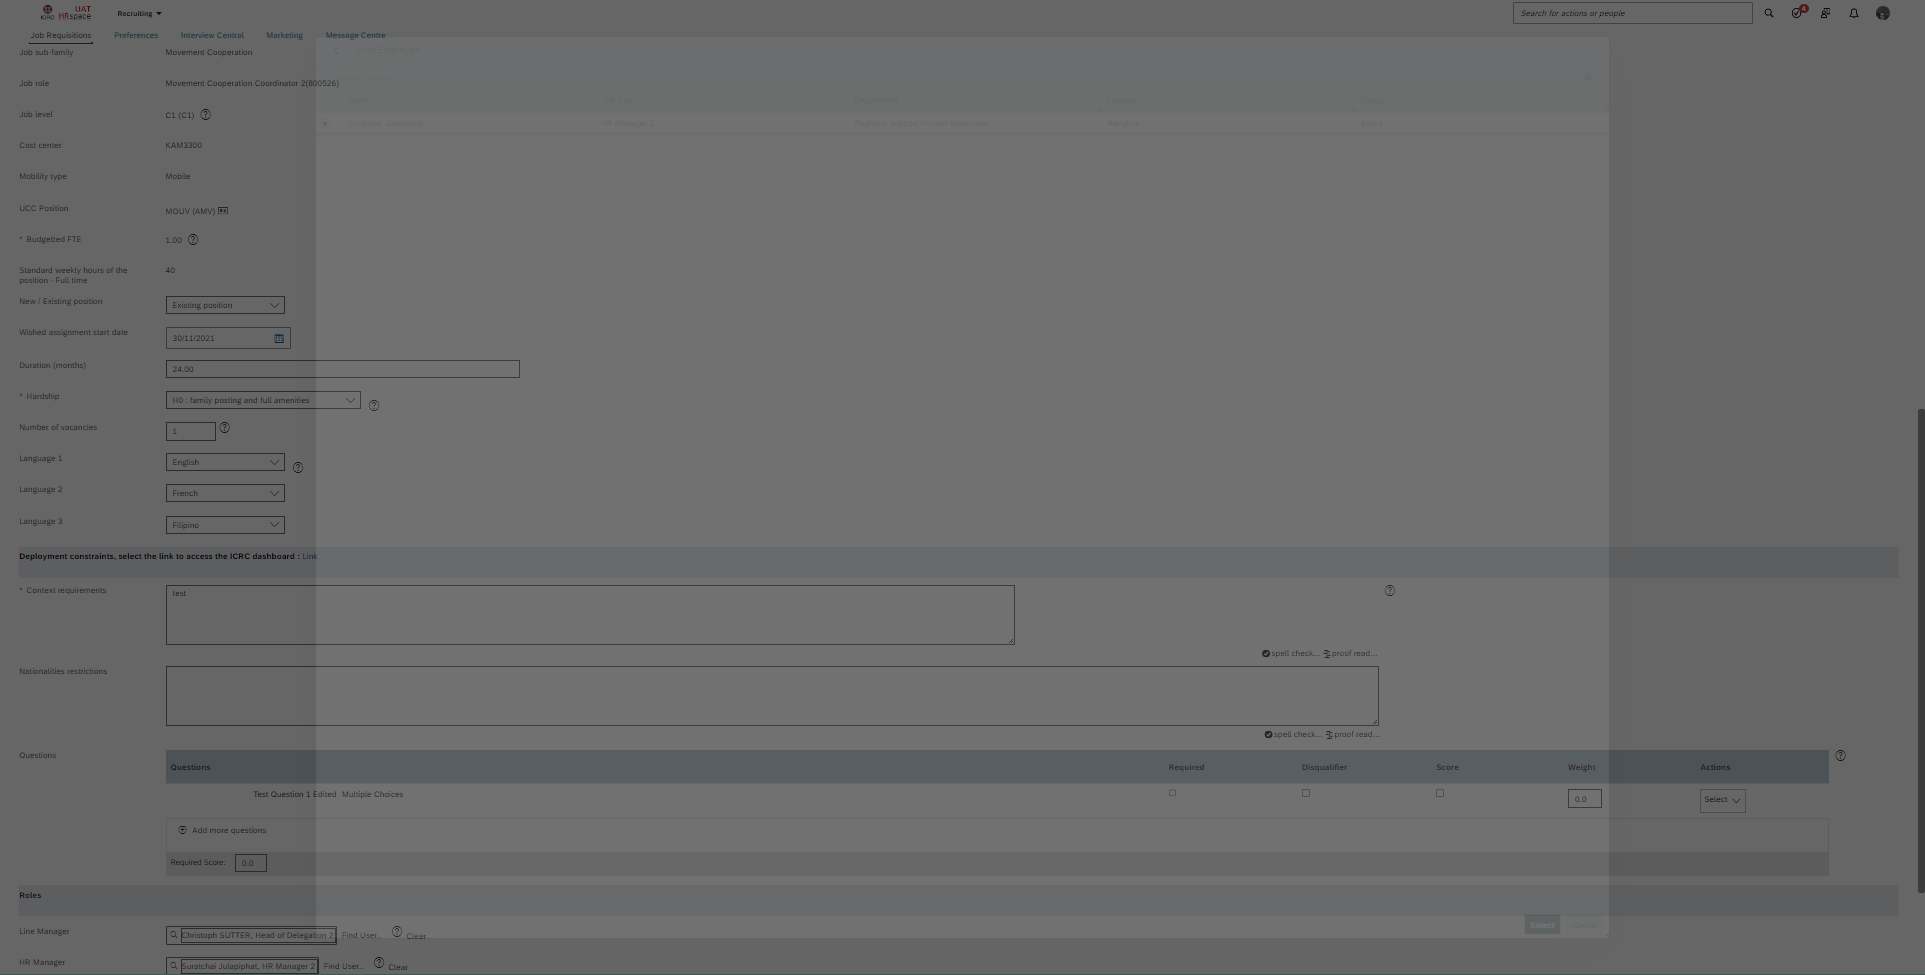 UAT
ICRC HRspace
Recruiting
Search for actions or people
4
Job Requisitions Preferences Interview Central Marketing Message Centre
Job sub family Movement Cooperation
Job role Movement Cooperation Coordinator 2(800526)
Job level C1 (C1)
Cost center KAM3300
Mobility type Mobile
UCC Position MOUV (AMV)
* Budgetted FTE 1.00
Standard weekly hours of the 40
position - Full time
New / Existing position Existing position
Wished assignment start date 30/11/2021
Duration (months) 24.00
* Hardship H0 : family posting and full amenities
Number of vacancies 1
Language 1 English
Language 2 French
Language 3 Filipino
Deployment constraints, select the link to access the ICRC dashboard : Link
* Context requirements test
spell check... proof read...
Nationalities restrictions
spell check... proof read...
Questions
Questions Required Disqualifier Score Weight Actions
Test Question 1 Edited Multiple Choices 0.0 Select
Add more questions
Required Score: 0.0
Roles
Select Cancel
Line Manager Christoph SUTTER, Head of Delegation 2 Find User... Clear
HR Manager Suratchai Julapiphat, HR Manager 2 Find User... Clear